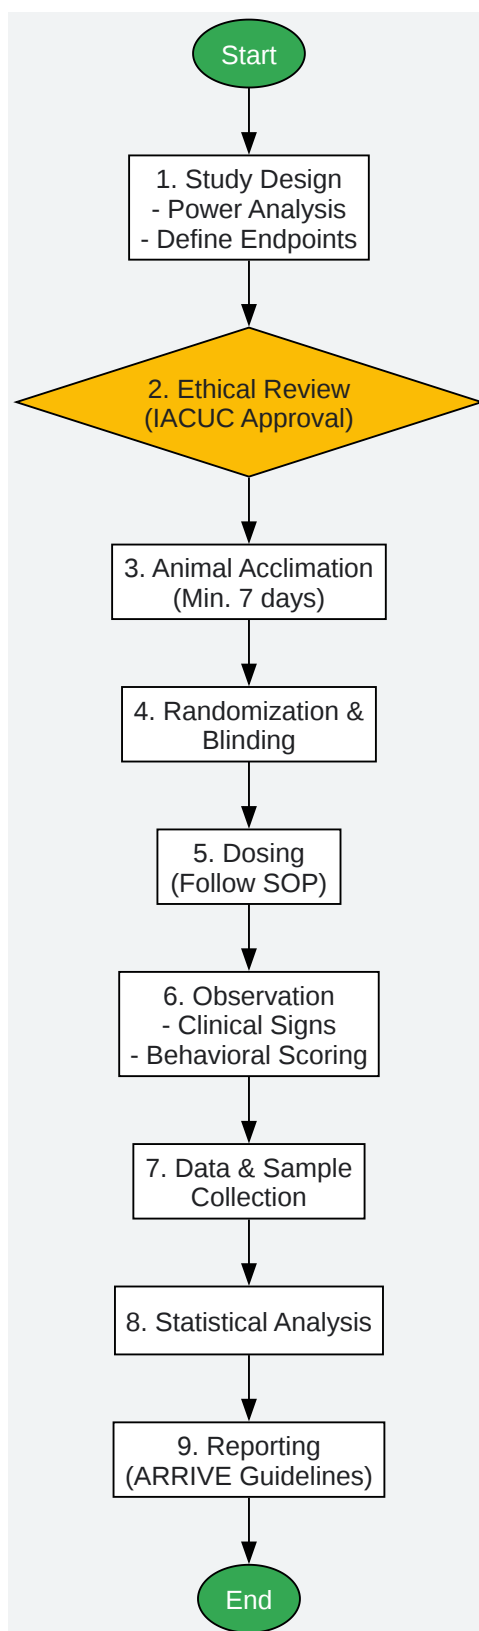 Start
1. Study Design
- Power Analysis
- Define Endpoints
2. Ethical Review
(IACUC Approval)
3. Animal Acclimation
(Min. 7 days)
4. Randomization &
Blinding
5. Dosing
(Follow SOP)
6. Observation
- Clinical Signs
- Behavioral Scoring
7. Data & Sample
Collection
8. Statistical Analysis
9. Reporting
(ARRIVE Guidelines)
End